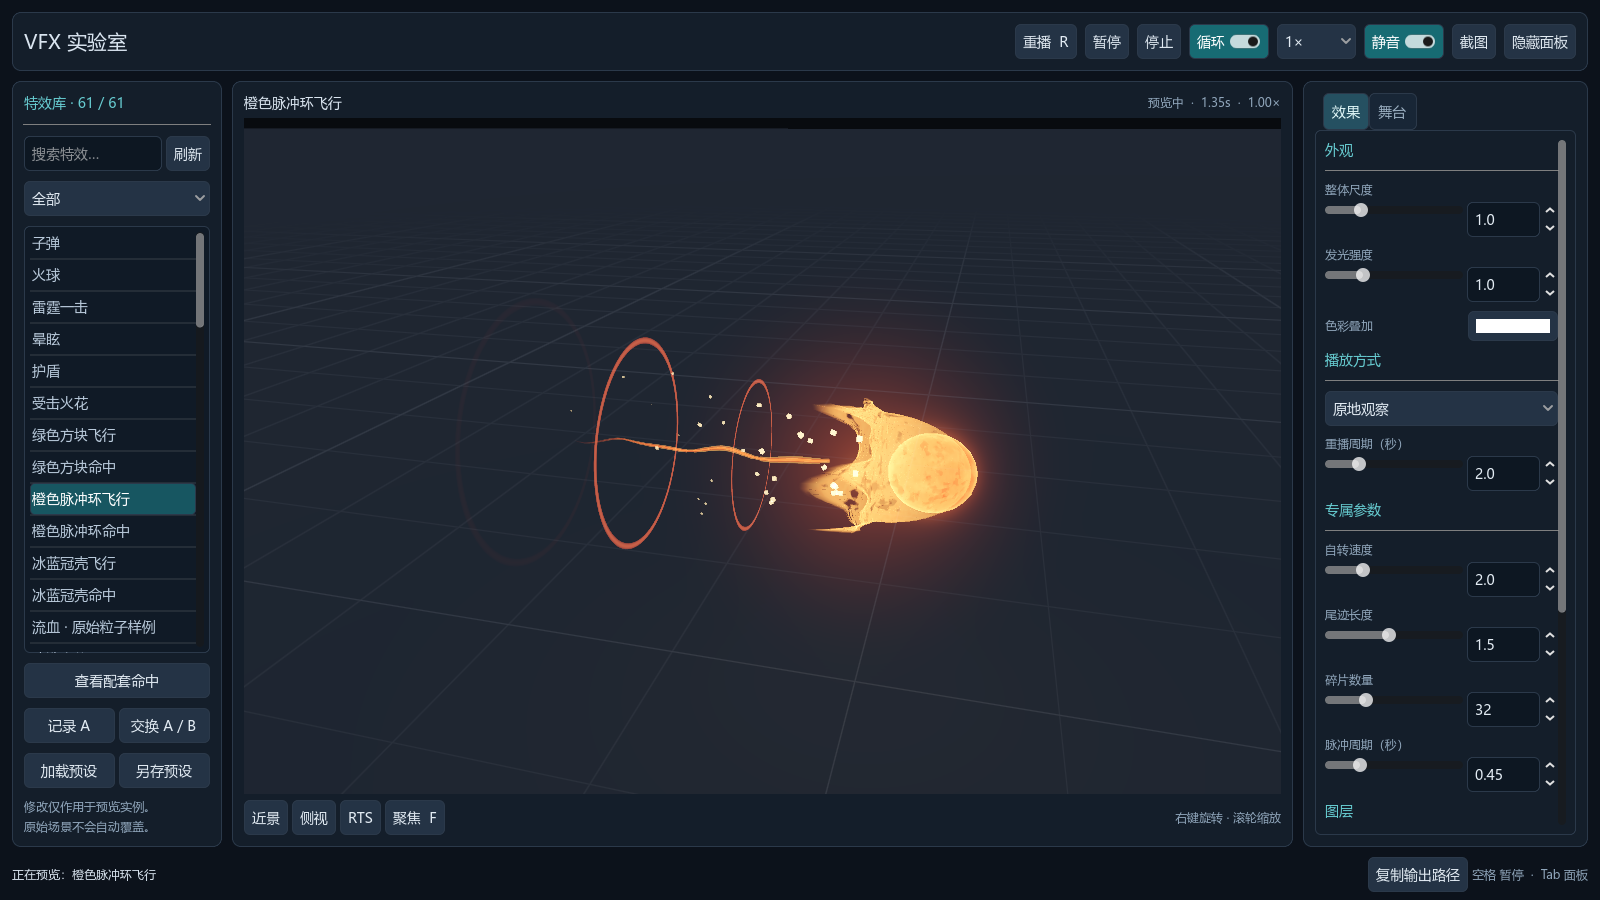 VFX 实验室
重播 R
暂停
停止
循环
1×
静音
截图
隐藏面板
特效库 · 61 / 61
搜索特效...
刷新
全部
子弹
火球
雷霆一击
晕眩
护盾
受击火花
绿色方块飞行
绿色方块命中
橙色脉冲环飞行
橙色脉冲环命中
冰蓝冠壳飞行
冰蓝冠壳命中
流血 · 原始粒子样例
查看配套命中
记录 A
交换 A / B
加载预设
另存预设
修改仅作用于预览实例。
原始场景不会自动覆盖。
橙色脉冲环飞行
预览中 · 1.35s · 1.00×
近景
侧视
RTS
聚焦 F
右键旋转 · 滚轮缩放
效果
舞台
外观
整体尺度
1.0
发光强度
1.0
色彩叠加
播放方式
原地观察
重播周期（秒）
2.0
专属参数
自转速度
2.0
尾迹长度
1.5
碎片数量
32
脉冲周期（秒）
0.45
图层
正在预览：橙色脉冲环飞行
复制输出路径
空格 暂停 · Tab 面板